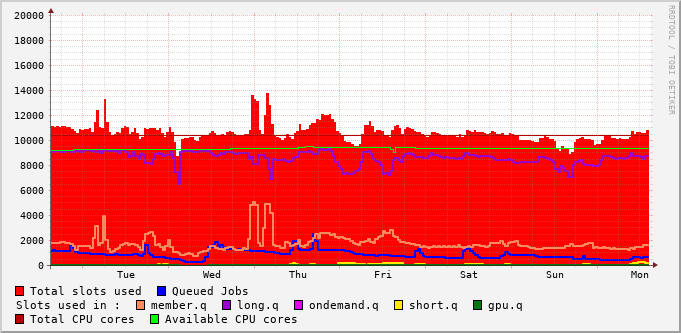 20000
18000
16000
14000
12000
10000
8000
6000
4000
2000
0
Tue Wed Thu Fri Sat Sun Mon
RRDTOOL / TOBI OETIKER
Total slots used Queued Jobs
Slots used in : member.q long.q ondemand.q short.q gpu.q
Total CPU cores Available CPU cores